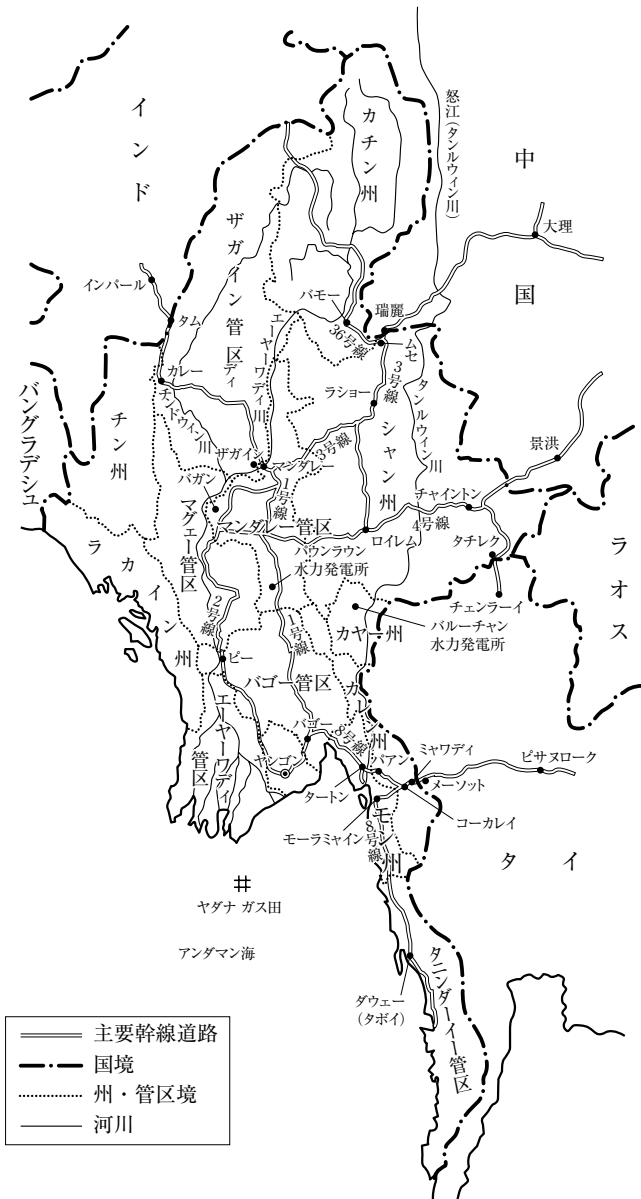 インド
カチン州
怒江(タンルウィン川)
中国
大理
ザガイン管区
インパール
タム
バモー
瑞麗
36号線
ムセ
エーヤーワディ川
ディ
3号線
カレー
ラショー
タンルウィン川
バングラデシュ
チン州
チンドウィン川
シャン州
景洪
ザガイン
マンダレー
3号線
バガン
1号線
チャイントン
マグェー管区
マンダレー管区
ロイレム
4号線
タチレク
ラオス
ラカイン州
パウンラウン
水力発電所
チェンラーイ
2号線
1号線
カヤー州
バルーチャン
水力発電所
ピー
バゴー管区
カレン州
エーヤーワディ
管区
バゴー
8号線
パアン
ミャワディ
ピサヌローク
ヤンゴン
メーソット
タートン
コーカレイ
モーラミャイン
モン州
8号線
タイ
ヤダナ ガス田
アンダマン海
タニンダーイー管区
ダウェー
(タボイ)
主要幹線道路
国境
州・管区境
河川